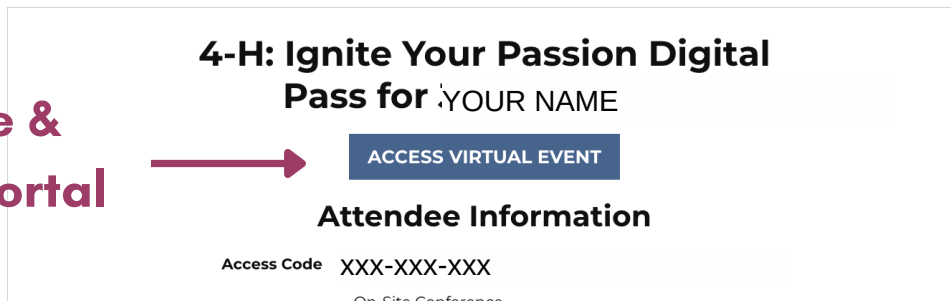 4-H: Ignite Your Passion Digital
Pass for YOUR NAME
e &
ortal
ACCESS VIRTUAL EVENT
Attendee Information
Access Code XXX-XXX-XXX
On-Site Conference